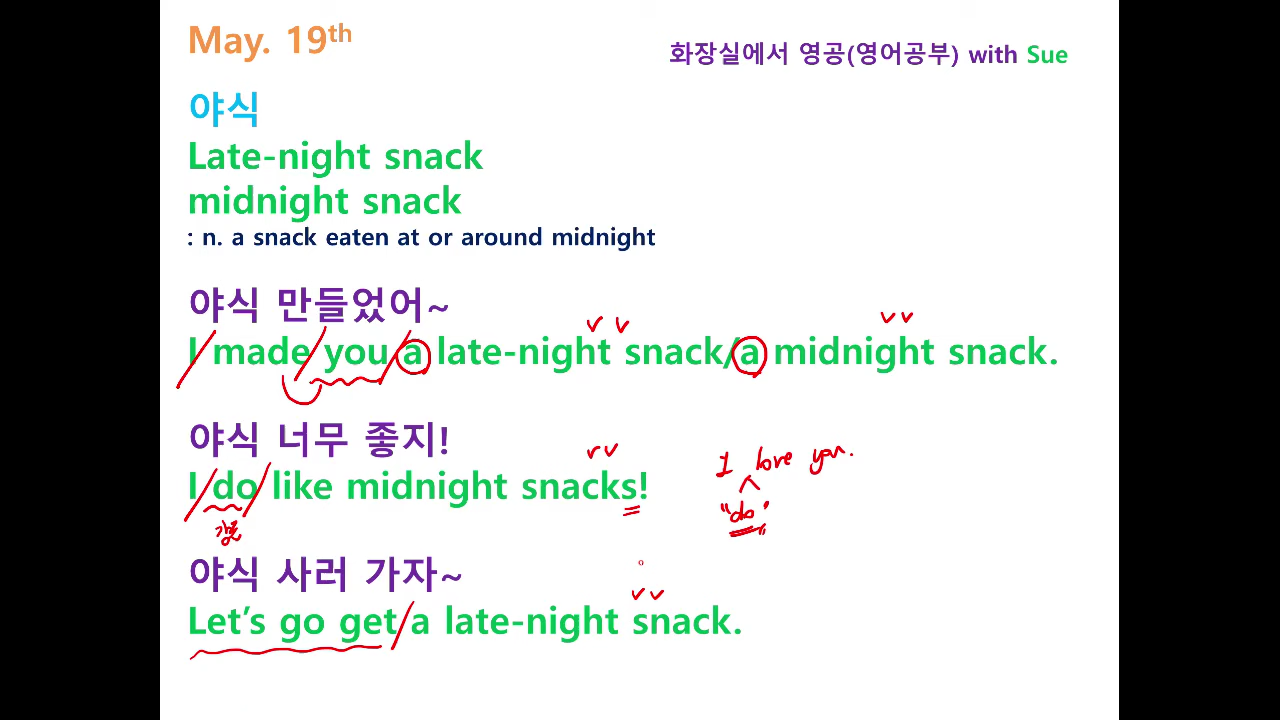 May. 19th
화장실에서 영공(영어공부) with Sue
야식
Late-night snack
midnight snack
: n. a snack eaten at or around midnight
야식 만들었어~
I made you a late-night snack/a midnight snack.
야식 너무 좋지!
I do like midnight snacks!
I love you.
"do"
강조
야식 사러 가자~
Let's go get a late-night snack.